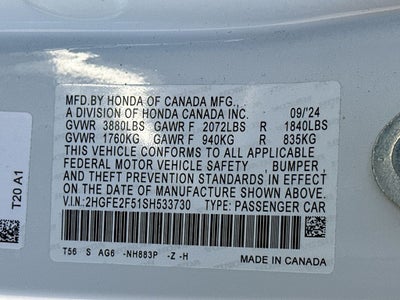 MFD.BY HONDA OF CANADA MFG.,
A DIVISION OF HONDA CANADA INC. 09/'24
GVWR 3880LBS GAWR F 2072LBS R 1840LBS
GVWR 1760KG GAWR F 940KG R 835KG
THIS VEHICLE CONFORMS TO ALL APPLICABLE
FEDERAL MOTOR VEHICLE SAFETY, BUMPER,
AND THEFT PREVENTION STANDARDS IN EFFECT
ON THE DATE OF MANUFACTURE SHOWN ABOVE.
V.I.N:2HGFE2F51SH533730 TYPE: PASSENGER CAR
T56 S AG6 -NH883P -Z -H MADE IN CANADA
T20 A1